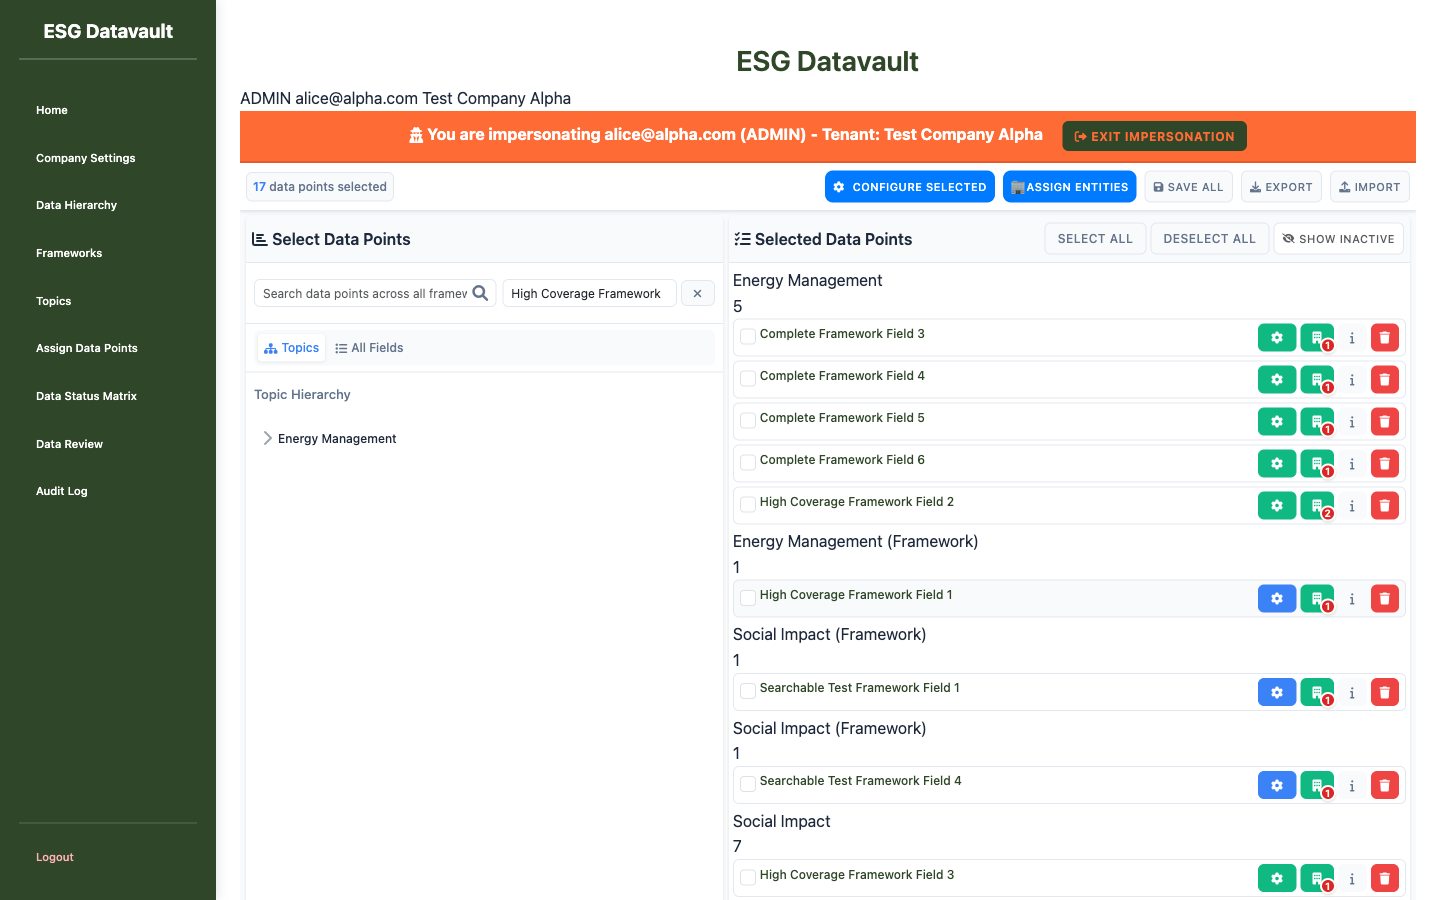 ESG Datavault
Home
Company Settings
Data Hierarchy
Frameworks
Topics
Assign Data Points
Data Status Matrix
Data Review
Audit Log
Logout
ESG Datavault
ADMIN alice@alpha.com Test Company Alpha
You are impersonating alice@alpha.com (ADMIN) - Tenant: Test Company Alpha
EXIT IMPERSONATION
17 data points selected
CONFIGURE SELECTED
ASSIGN ENTITIES
SAVE ALL
EXPORT
IMPORT
Select Data Points
Search data points across all framew
High Coverage Framework
Topics
All Fields
Topic Hierarchy
Energy Management
Selected Data Points
SELECT ALL
DESELECT ALL
SHOW INACTIVE
Energy Management
5
Complete Framework Field 3
1
Complete Framework Field 4
1
Complete Framework Field 5
1
Complete Framework Field 6
1
High Coverage Framework Field 2
2
Energy Management (Framework)
1
High Coverage Framework Field 1
1
Social Impact (Framework)
1
Searchable Test Framework Field 1
1
Social Impact (Framework)
1
Searchable Test Framework Field 4
1
Social Impact
7
High Coverage Framework Field 3
1